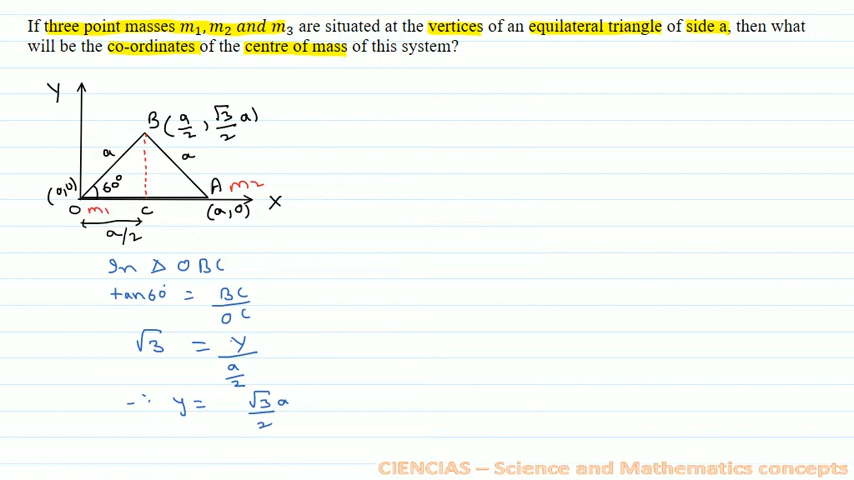 If three point masses m₁, m₂ and m₃ are situated at the vertices of an equilateral triangle of side a, then what
will be the co-ordinates of the centre of mass of this system?
Y
B (a/2, √3/2 a)
a
a
(0,0)
60°
A m2
X
O m1
C
(a,0)
a/2
In Δ OBC
tan60° = BC/OC
√3 = y/(a/2)
∴ y = √3a/2
CIENCIAS – Science and Mathematics concepts